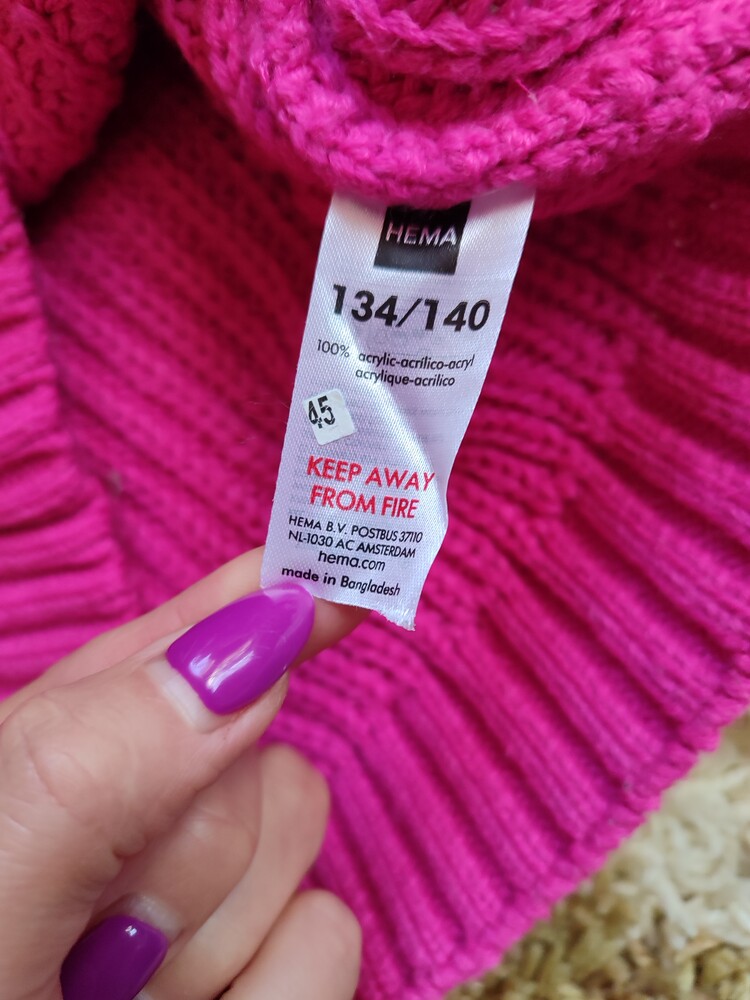 HEMA
134/140
100% acrylic-acrílico-acryl
acrylique-acrilico
45
KEEP AWAY
FROM FIRE
HEMA B.V. POSTBUS 37110
NL-1030 AC AMSTERDAM
hema.com
made in Bangladesh